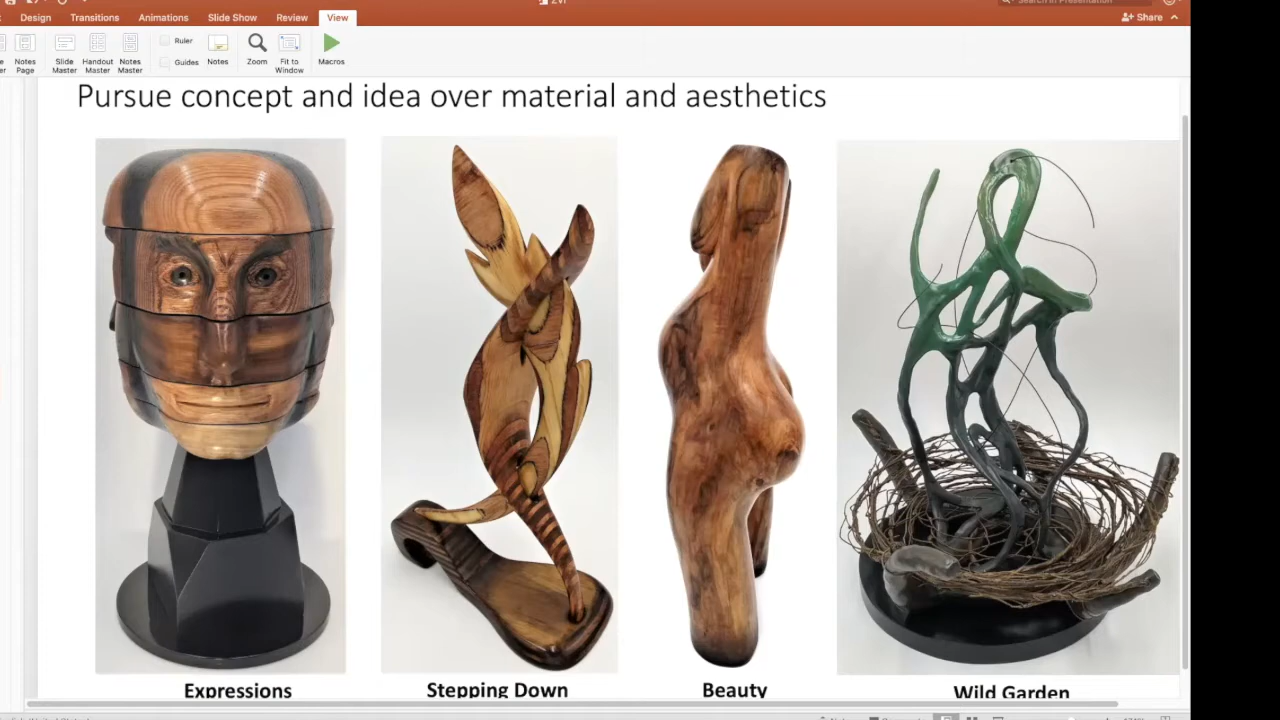 Design Transitions Animations Slide Show Review View
Share
Notes Page
Slide Master
Handout Master
Notes Master
Ruler
Guides
Notes
Zoom
Fit to Window
Macros
Pursue concept and idea over material and aesthetics
Expressions
Stepping Down
Beauty
Wild Garden